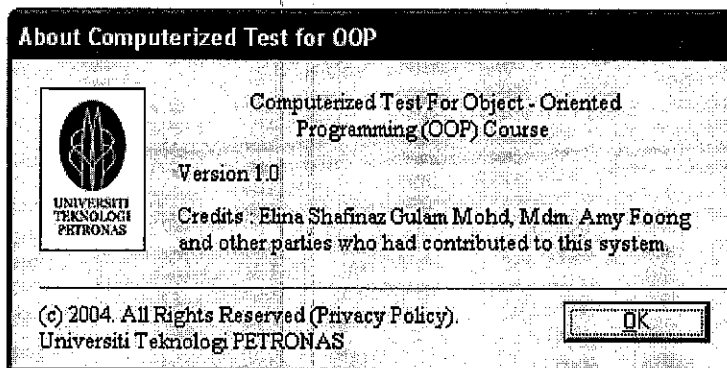 About Computerized Test for OOP
Computerized Test For Object - Oriented
Programming (OOP) Course
Version 1.0
UNIVERSITI
TEKNOLOGI
PETRONAS
Credits : Elina Shafinaz Gulam Mohd, Mdm. Amy Foong
and other parties who had contributed to this system.
(c) 2004. All Rights Reserved (Privacy Policy).
Universiti Teknologi PETRONAS
OK